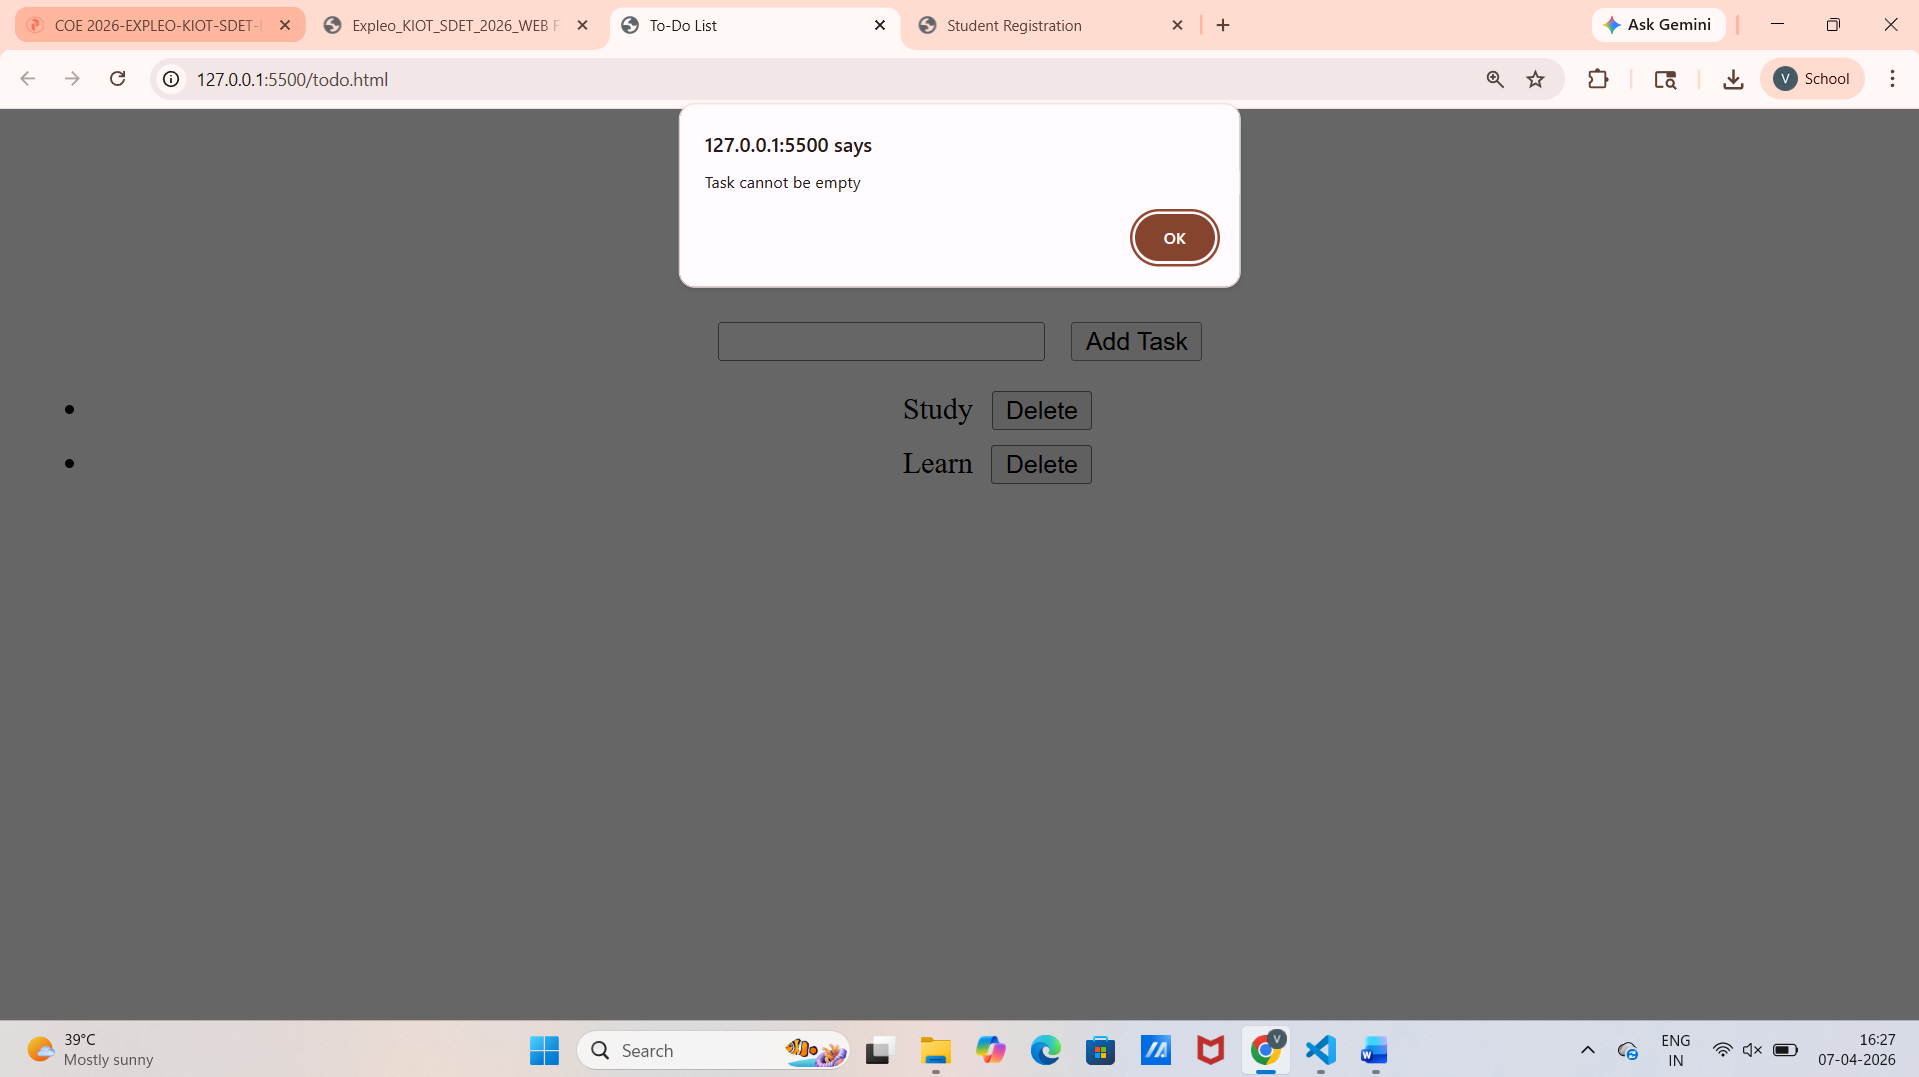 COE 2026-EXPLEO-KIOT-SDET-
Expleo_KIOT_SDET_2026_WEB
To-Do List
Student Registration
Ask Gemini
127.0.0.1:5500/todo.html
V
School
127.0.0.1:5500 says
Task cannot be empty
OK
Add Task
Study
Delete
Learn
Delete
39°C
Mostly sunny
Search
V
W
ENG
IN
16:27
07-04-2026